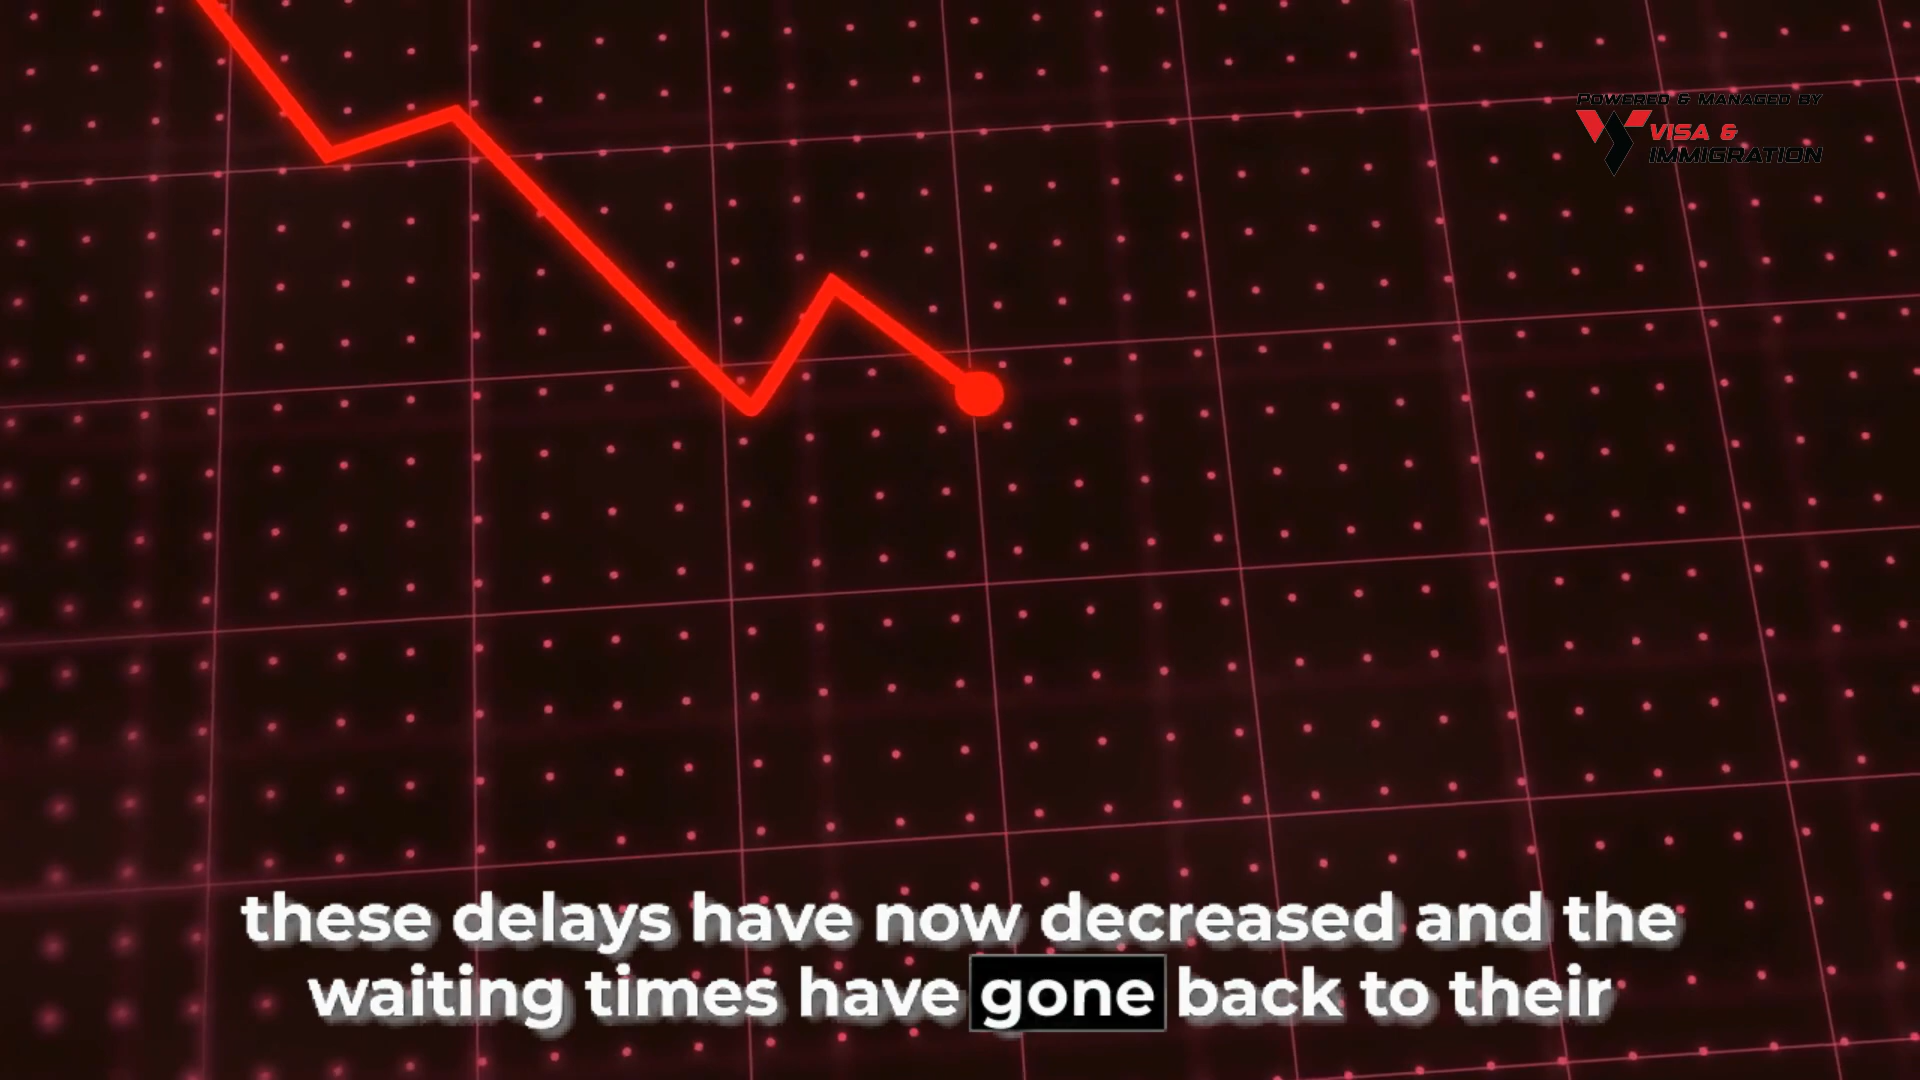 POWERED & MANAGED BY
VISA &
IMMIGRATION
these delays have now decreased and the
waiting times have gone back to their